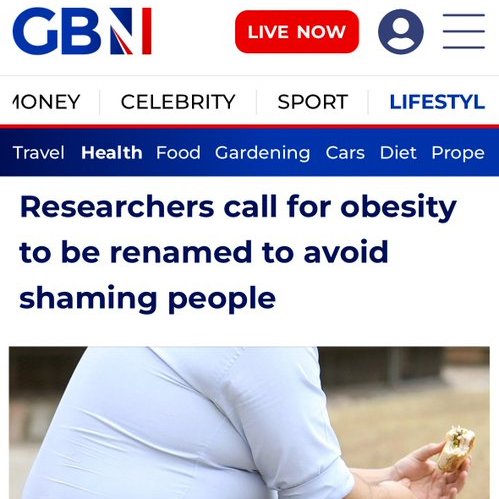 GBN
LIVE NOW
MONEY CELEBRITY SPORT LIFESTYL
Travel Health Food Gardening Cars Diet Prope
Researchers call for obesity
to be renamed to avoid
shaming people